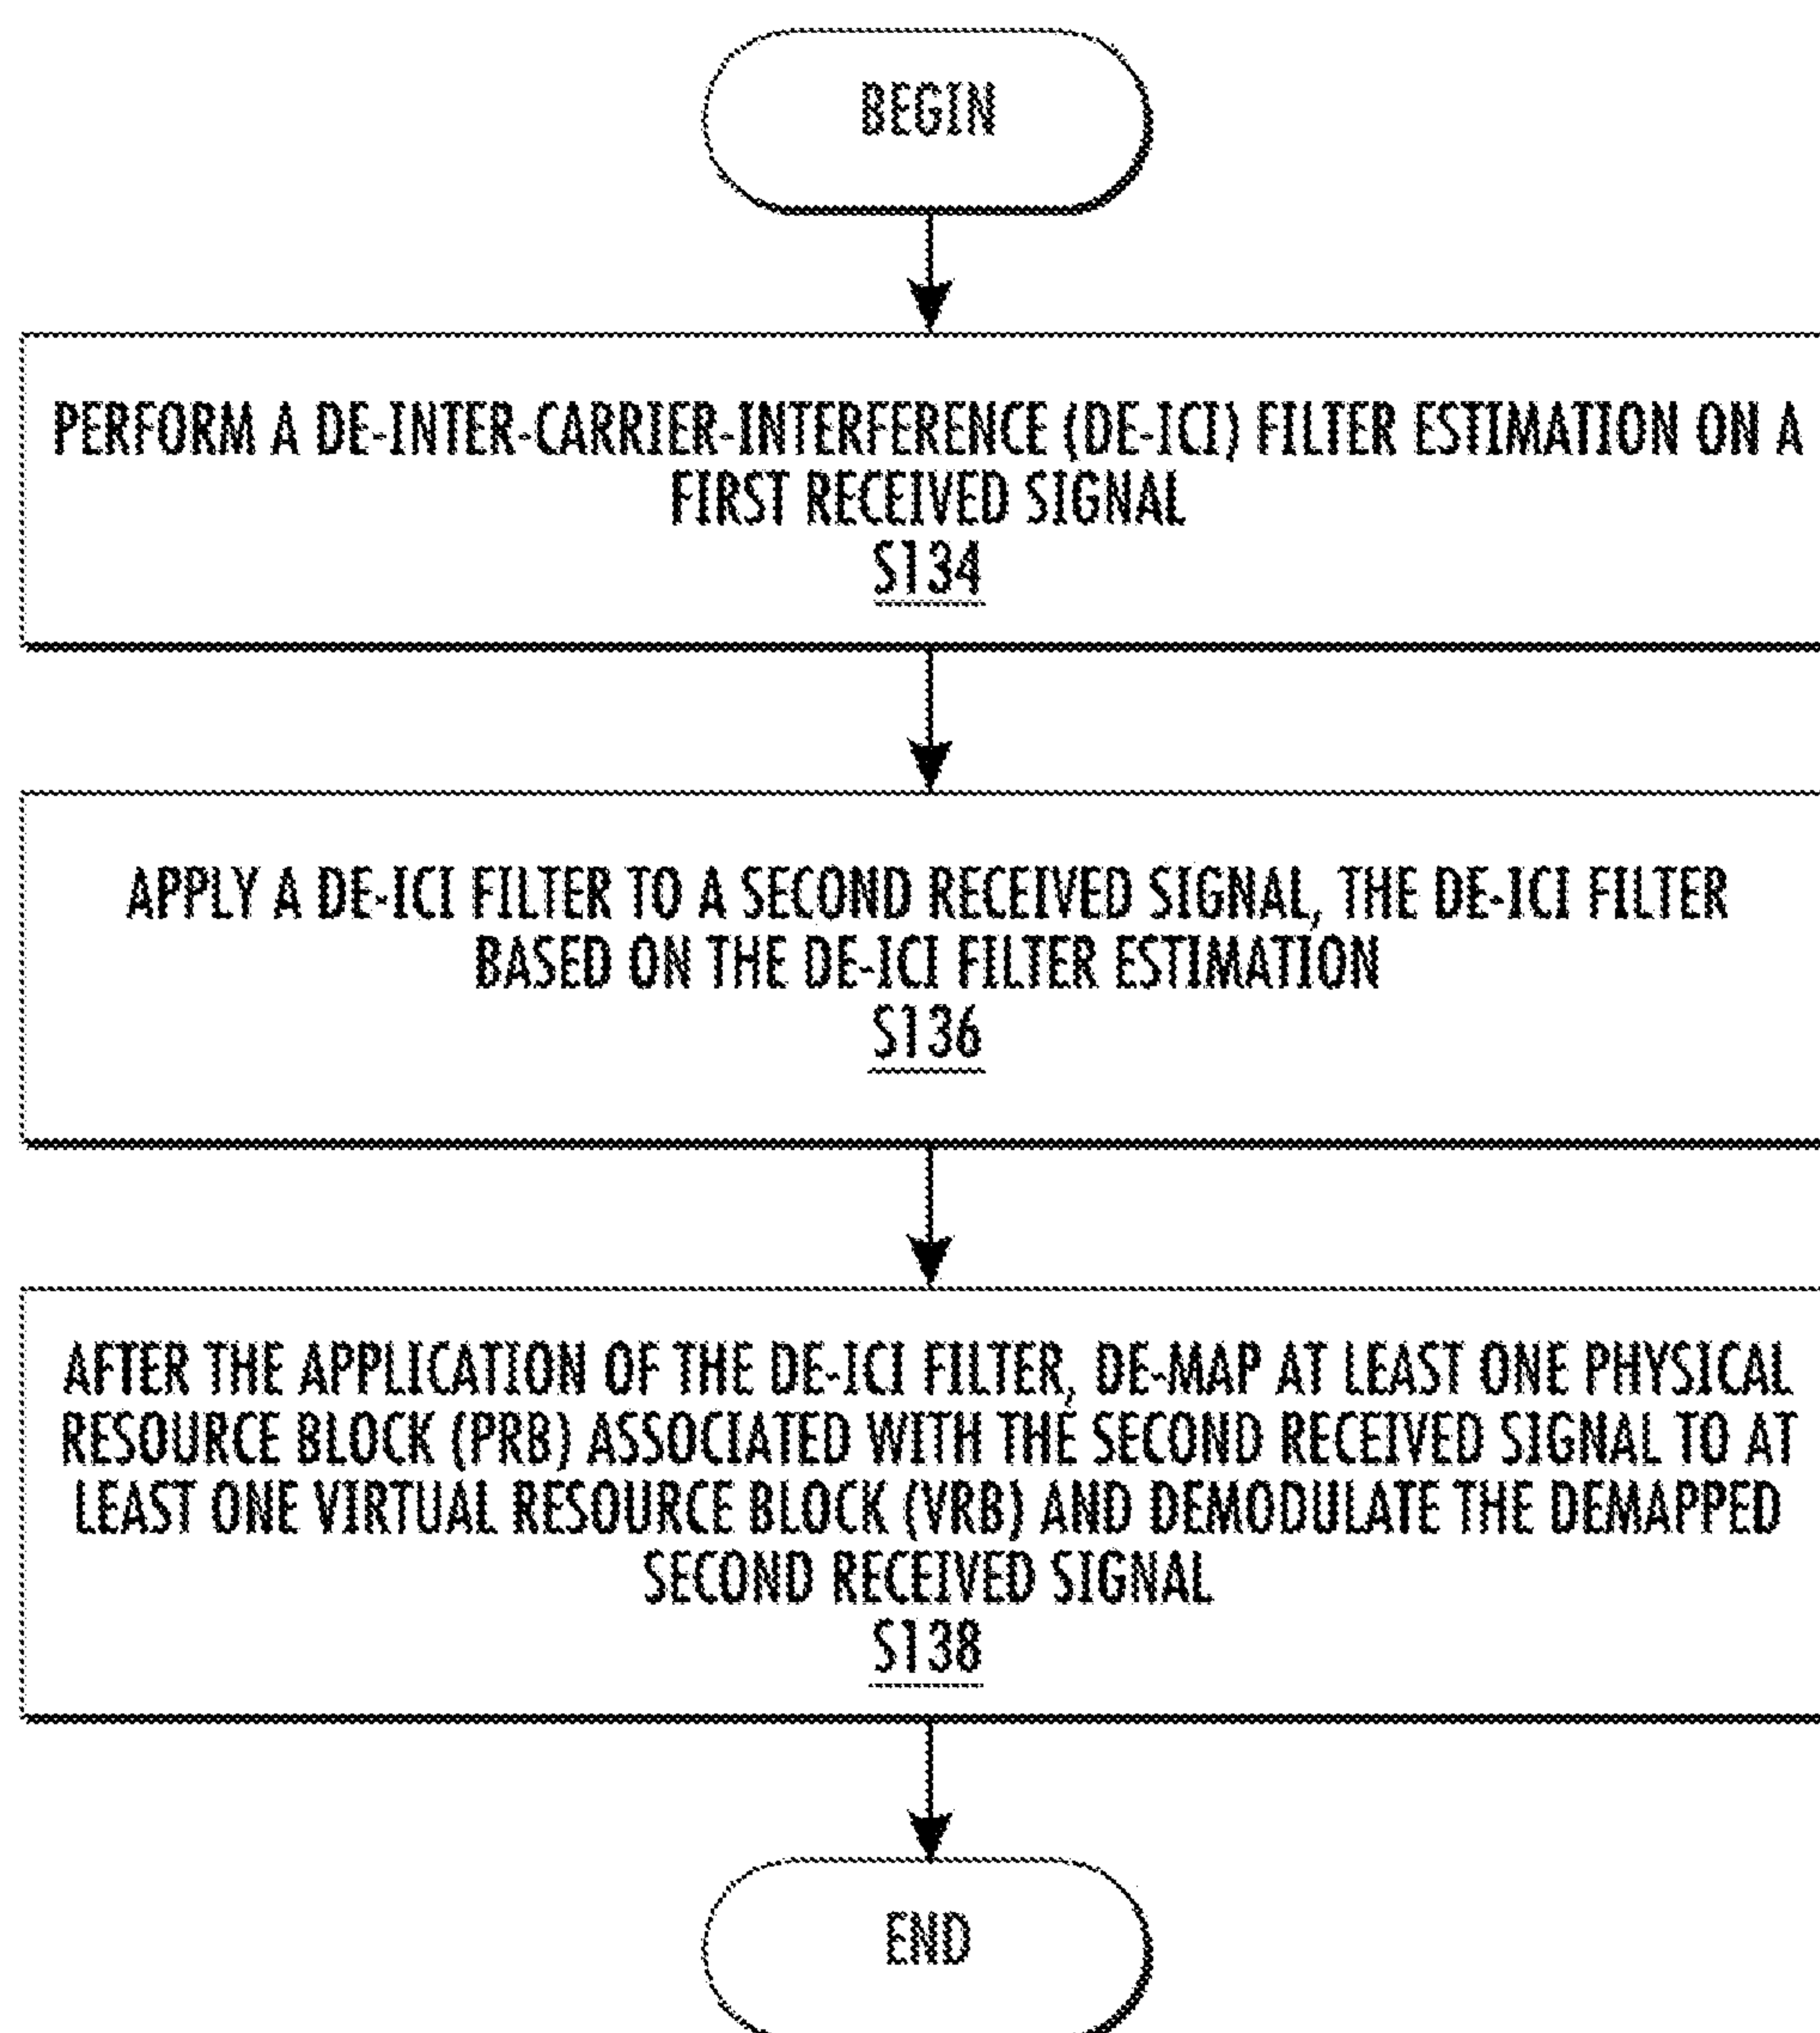 BEGIN
PERFORM A DE-INTER-CARRIER-INTERFERENCE (DE-ICI) FILTER ESTIMATION ON A
FIRST RECEIVED SIGNAL
S134
APPLY A DE-ICI FILTER TO A SECOND RECEIVED SIGNAL, THE DE-ICI FILTER
BASED ON THE DE-ICI FILTER ESTIMATION
S136
AFTER THE APPLICATION OF THE DE-ICI FILTER, DE-MAP AT LEAST ONE PHYSICAL
RESOURCE BLOCK (PRB) ASSOCIATED WITH THE SECOND RECEIVED SIGNAL TO AT
LEAST ONE VIRTUAL RESOURCE BLOCK (VRB) AND DEMODULATE THE DEMAPPED
SECOND RECEIVED SIGNAL
S138
END